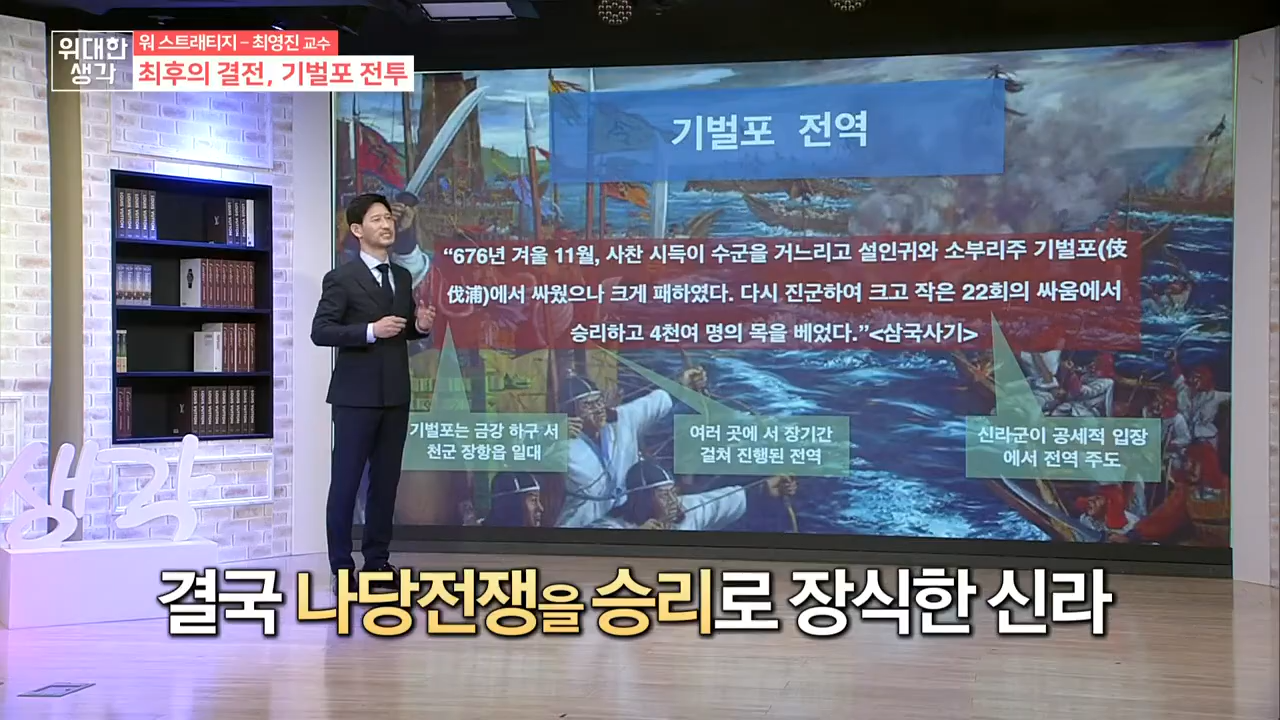 위대한
생각
워 스트래티지 – 최영진 교수
최후의 결전, 기벌포 전투
기벌포 전역
“676년 겨울 11월, 사찬 시득이 수군을 거느리고 설인귀와 소부리주 기벌포(伎
伐浦)에서 싸웠으나 크게 패하였다. 다시 진군하여 크고 작은 22회의 싸움에서
승리하고 4천여 명의 목을 베었다.”<삼국사기>
기벌포는 금강 하구 서
천군 장항읍 일대
여러 곳에 서 장기간
걸쳐 진행된 전역
신라군이 공세적 입장
에서 전역 주도
생각
결국 나당전쟁을 승리로 장식한 신라